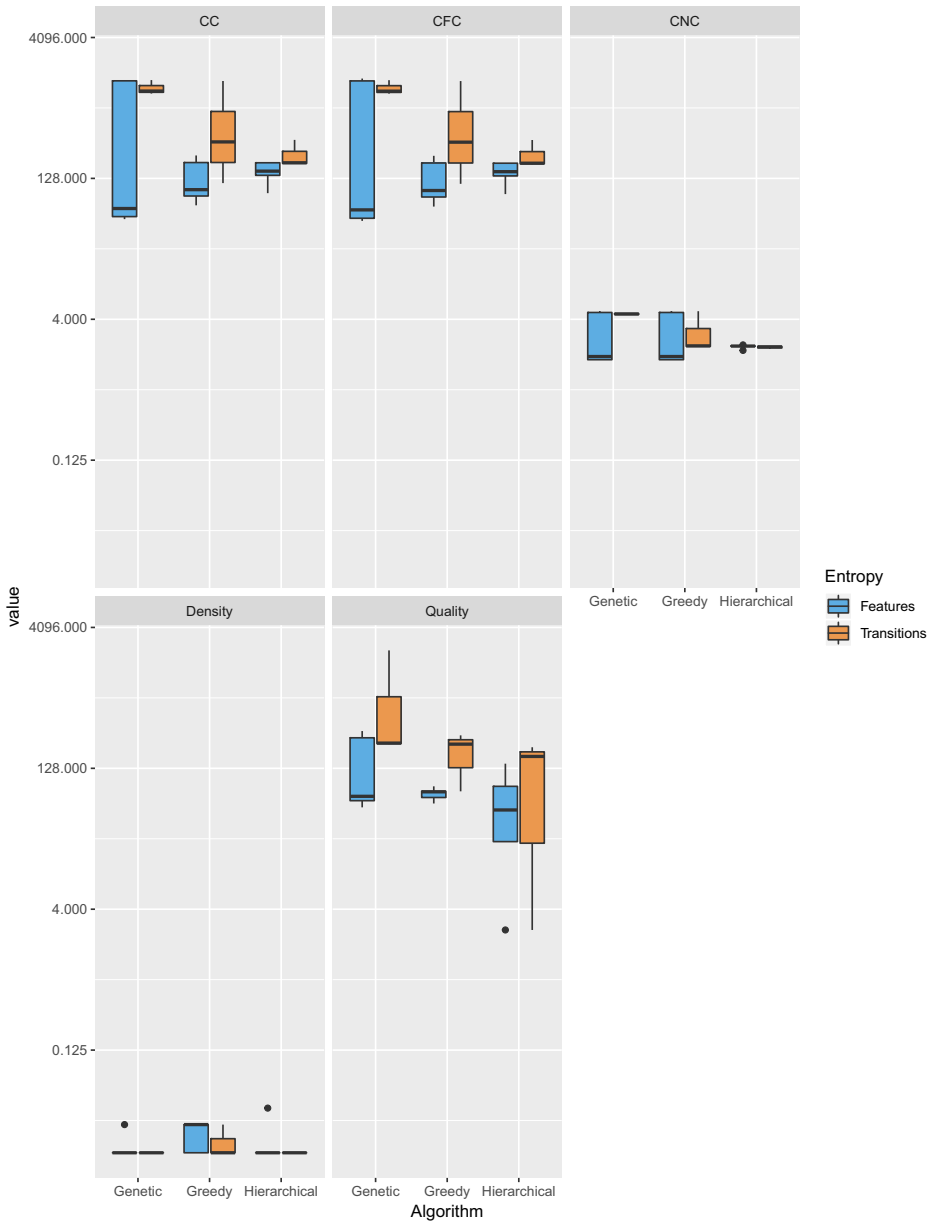 CC CFC CNC
4096.000
128.000
4.000
0.125
Genetic Greedy Hierarchical
value
Entropy
Features
Transitions
Density Quality
4096.000
128.000
4.000
0.125
Genetic Greedy Hierarchical Genetic Greedy Hierarchical
Algorithm